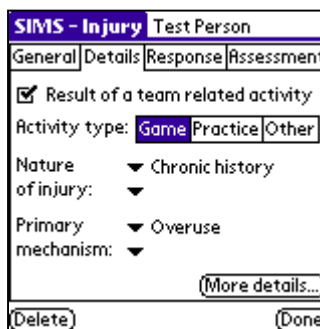 SIMS - Injury Test Person
General Details Response Assessment
Result of a team related activity
Activity type: Game Practice Other
Nature of injury: Chronic history
Primary mechanism: Overuse
(More details...
(Delete) (Done